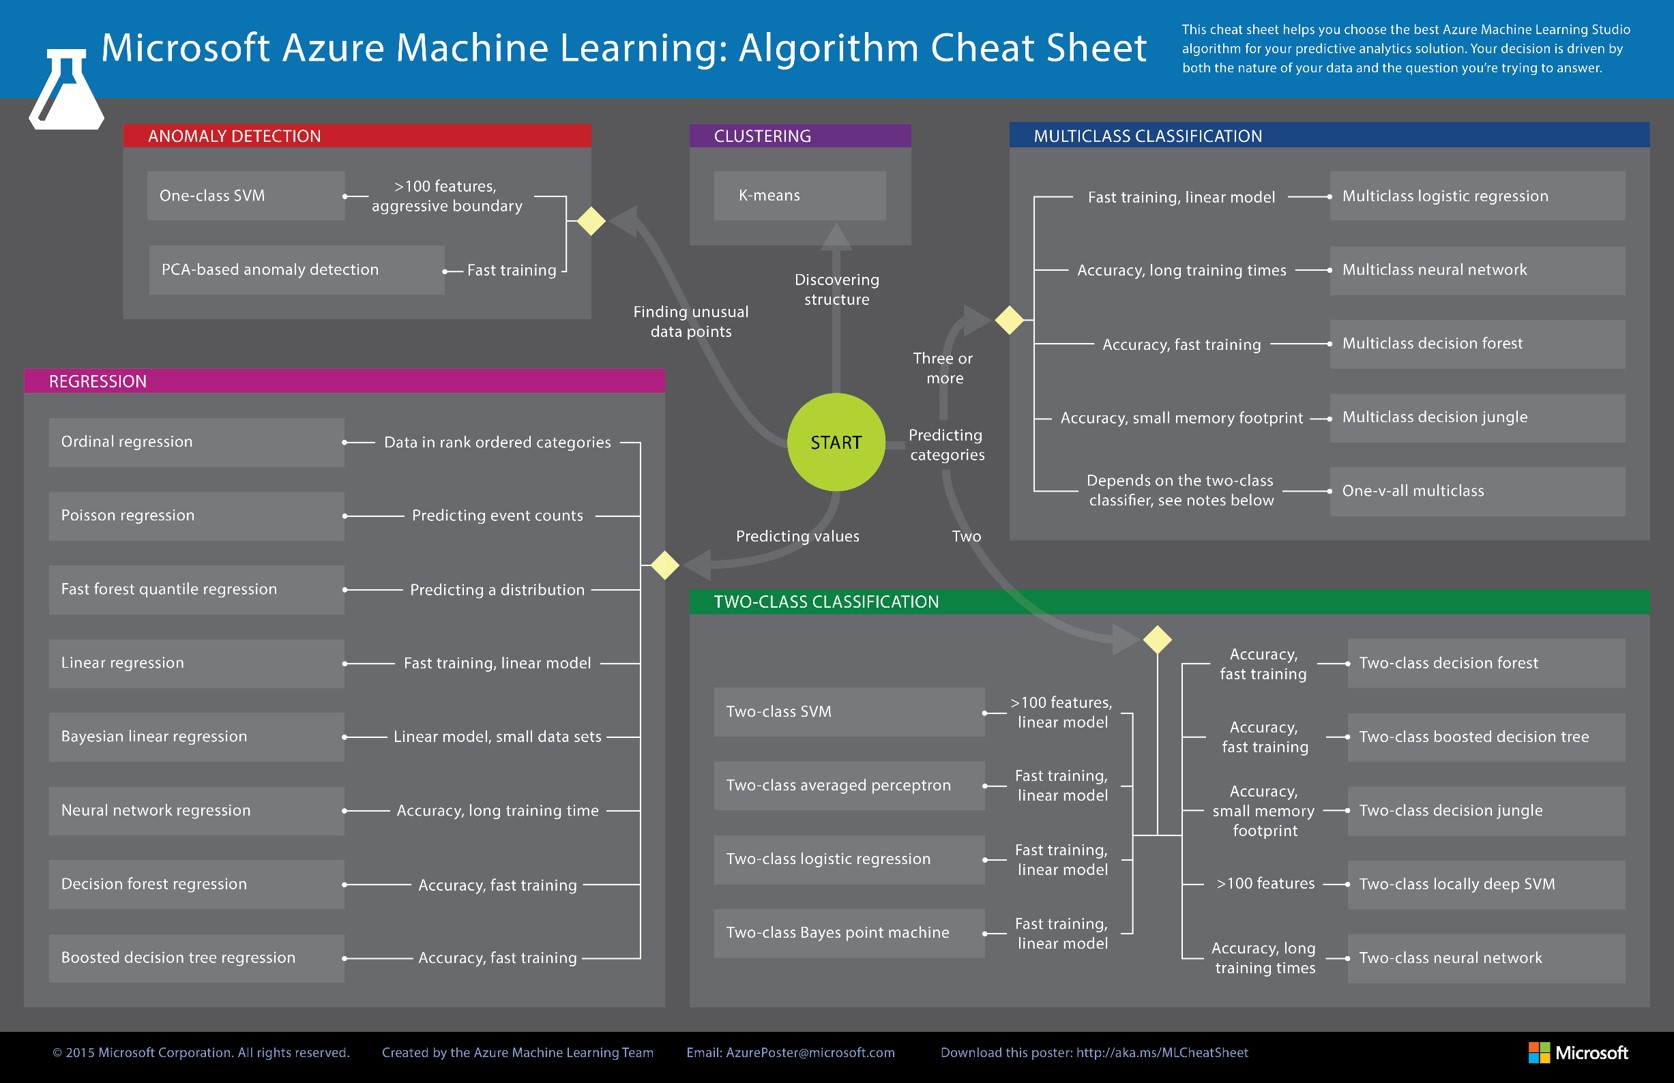 Microsoft Azure Machine Learning: Algorithm Cheat Sheet
This cheat sheet helps you choose the best Azure Machine Learning Studio
algorithm for your predictive analytics solution. Your decision is driven by
both the nature of your data and the question you're trying to answer.
ANOMALY DETECTION
One-class SVM
>100 features,
aggressive boundary
PCA-based anomaly detection
Fast training
CLUSTERING
K-means
Discovering
structure
Finding unusual
data points
START
Three or
more
Predicting
categories
Predicting values
Two
MULTICLASS CLASSIFICATION
Fast training, linear model
Multiclass logistic regression
Accuracy, long training times
Multiclass neural network
Accuracy, fast training
Multiclass decision forest
Accuracy, small memory footprint
Multiclass decision jungle
Depends on the two-class
classifier, see notes below
One-v-all multiclass
REGRESSION
Ordinal regression
Data in rank ordered categories
Poisson regression
Predicting event counts
Fast forest quantile regression
Predicting a distribution
Linear regression
Fast training, linear model
Bayesian linear regression
Linear model, small data sets
Neural network regression
Accuracy, long training time
Decision forest regression
Accuracy, fast training
Boosted decision tree regression
Accuracy, fast training
TWO-CLASS CLASSIFICATION
Two-class SVM
>100 features,
linear model
Two-class averaged perceptron
Fast training,
linear model
Two-class logistic regression
Fast training,
linear model
Two-class Bayes point machine
Fast training,
linear model
Accuracy,
fast training
Two-class decision forest
Accuracy,
fast training
Two-class boosted decision tree
Accuracy,
small memory
footprint
Two-class decision jungle
>100 features
Two-class locally deep SVM
Accuracy, long
training times
Two-class neural network
© 2015 Microsoft Corporation. All rights reserved.
Created by the Azure Machine Learning Team
Email: AzurePoster@microsoft.com
Download this poster: http://aka.ms/MLCheatSheet
Microsoft